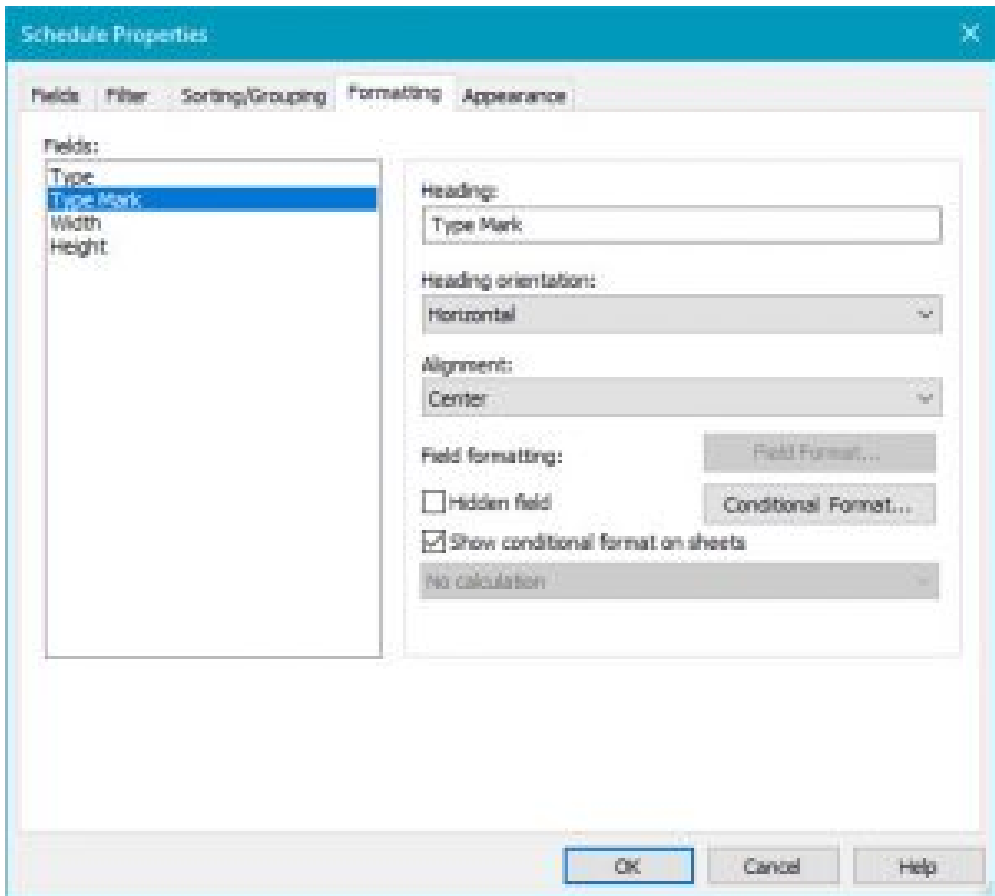 Schedule Properties
Fields Filter Sorting/Grouping Formatting Appearance
Fields:
Type
Type Mark
Width
Height
Heading:
Type Mark
Heading orientation:
Horizontal
Alignment:
Center
Field formatting:
Field Format...
Hidden field
Conditional Format...
Show conditional format on sheets
No calculation
OK Cancel Help